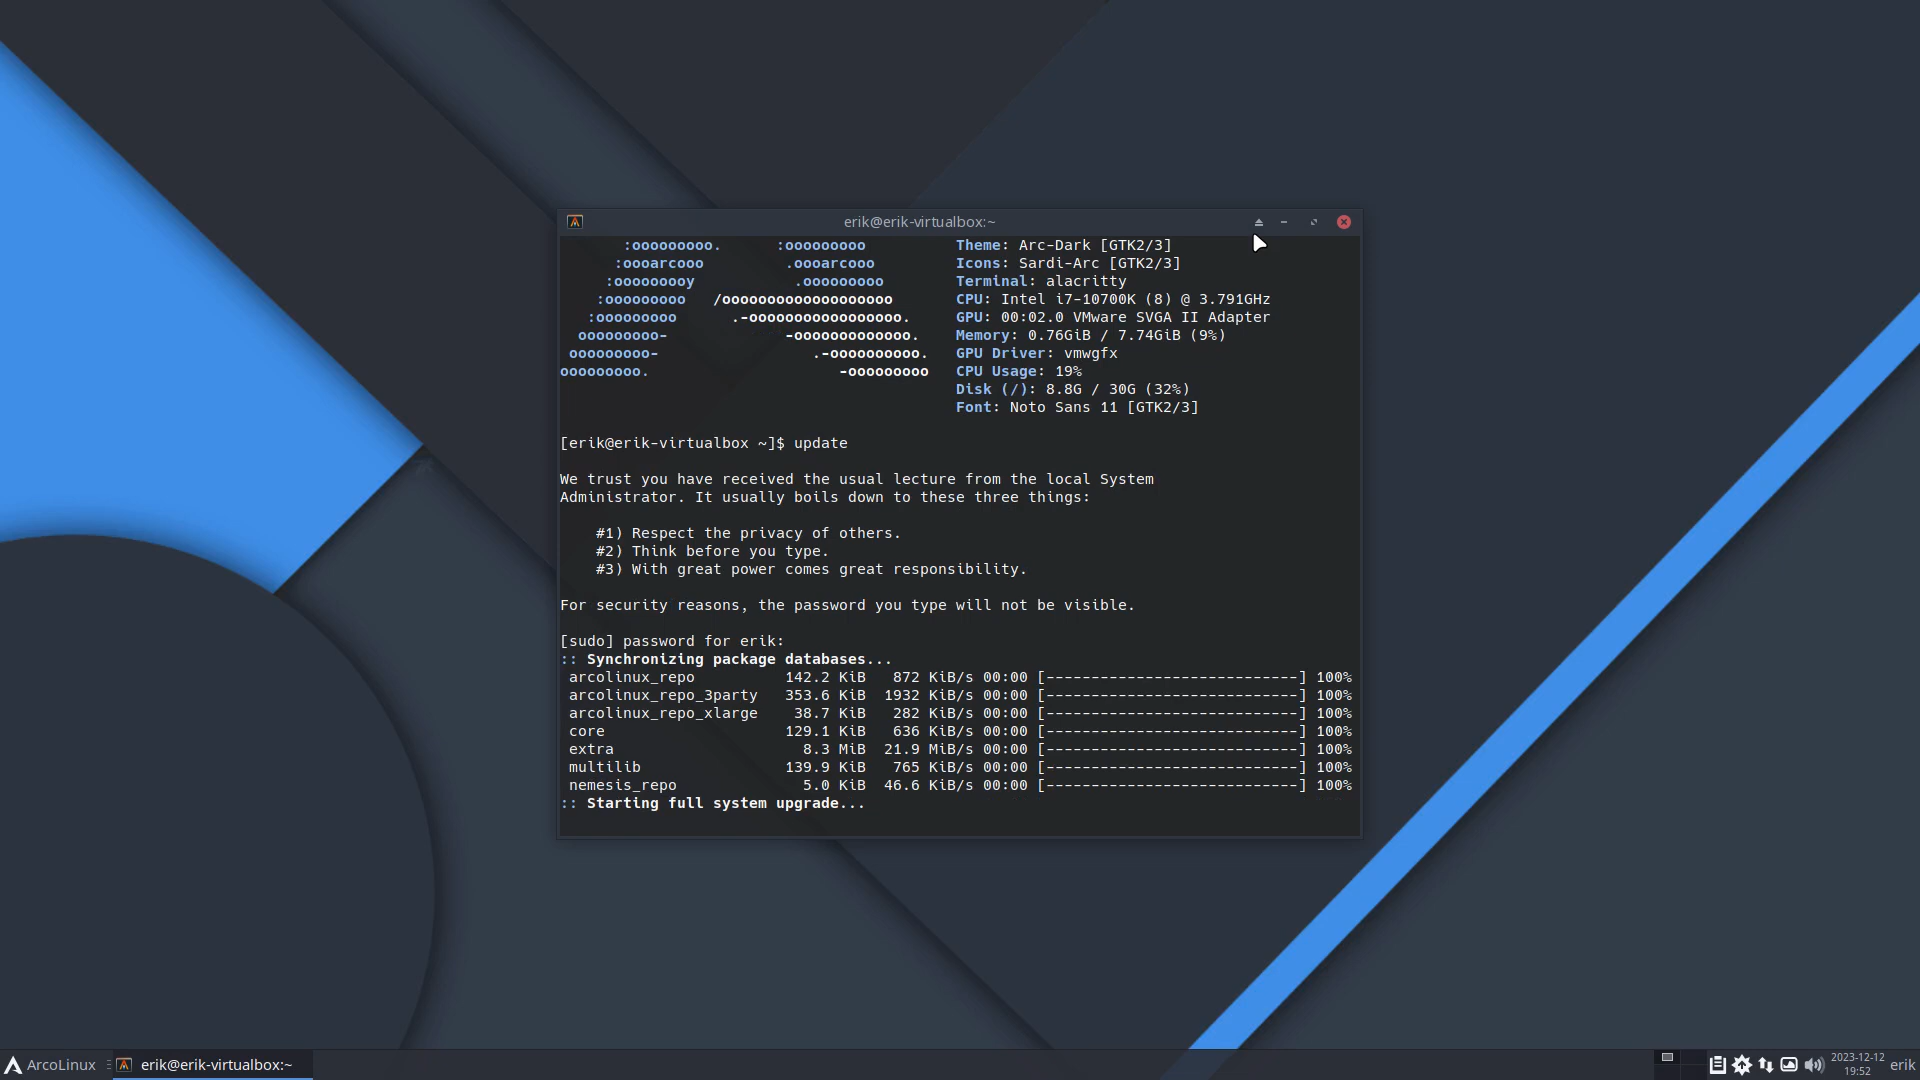 erik@erik-virtualbox:~
:ooooooooo.      :ooooooooo   Theme: Arc-Dark [GTK2/3]
:oooarcooo         .oooarcooo   Icons: Sardi-Arc [GTK2/3]
:ooooooooy           .ooooooooo   Terminal: alacritty
:ooooooooo   /ooooooooooooooooooo   CPU: Intel i7-10700K (8) @ 3.791GHz
:ooooooooo      .-ooooooooooooooooo.   GPU: 00:02.0 VMware SVGA II Adapter
ooooooooo-             -ooooooooooooo.   Memory: 0.76GiB / 7.74GiB (9%)
ooooooooo-                 .-oooooooooo.   GPU Driver: vmwgfx
ooooooooo.                     -ooooooooo   CPU Usage: 19%
Disk (/): 8.8G / 30G (32%)
Font: Noto Sans 11 [GTK2/3]
[erik@erik-virtualbox ~]$ update
We trust you have received the usual lecture from the local System
Administrator. It usually boils down to these three things:
#1) Respect the privacy of others.
#2) Think before you type.
#3) With great power comes great responsibility.
For security reasons, the password you type will not be visible.
[sudo] password for erik:
:: Synchronizing package databases...
arcolinux_repo          142.2 KiB   872 KiB/s 00:00 [----------------------------] 100%
arcolinux_repo_3party   353.6 KiB  1932 KiB/s 00:00 [----------------------------] 100%
arcolinux_repo_xlarge    38.7 KiB   282 KiB/s 00:00 [----------------------------] 100%
core                    129.1 KiB   636 KiB/s 00:00 [----------------------------] 100%
extra                     8.3 MiB  21.9 MiB/s 00:00 [----------------------------] 100%
multilib                139.9 KiB   765 KiB/s 00:00 [----------------------------] 100%
nemesis_repo              5.0 KiB  46.6 KiB/s 00:00 [----------------------------] 100%
:: Starting full system upgrade...
ArcoLinux
erik@erik-virtualbox:~
2023-12-12
19:52
erik